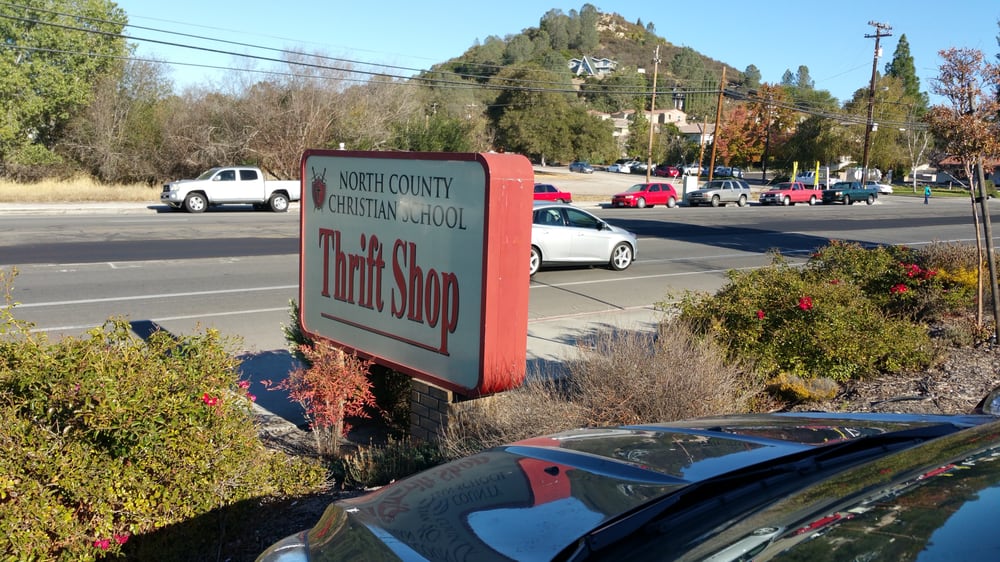 NORTH COUNTY
CHRISTIAN SCHOOL
Thrift Shop